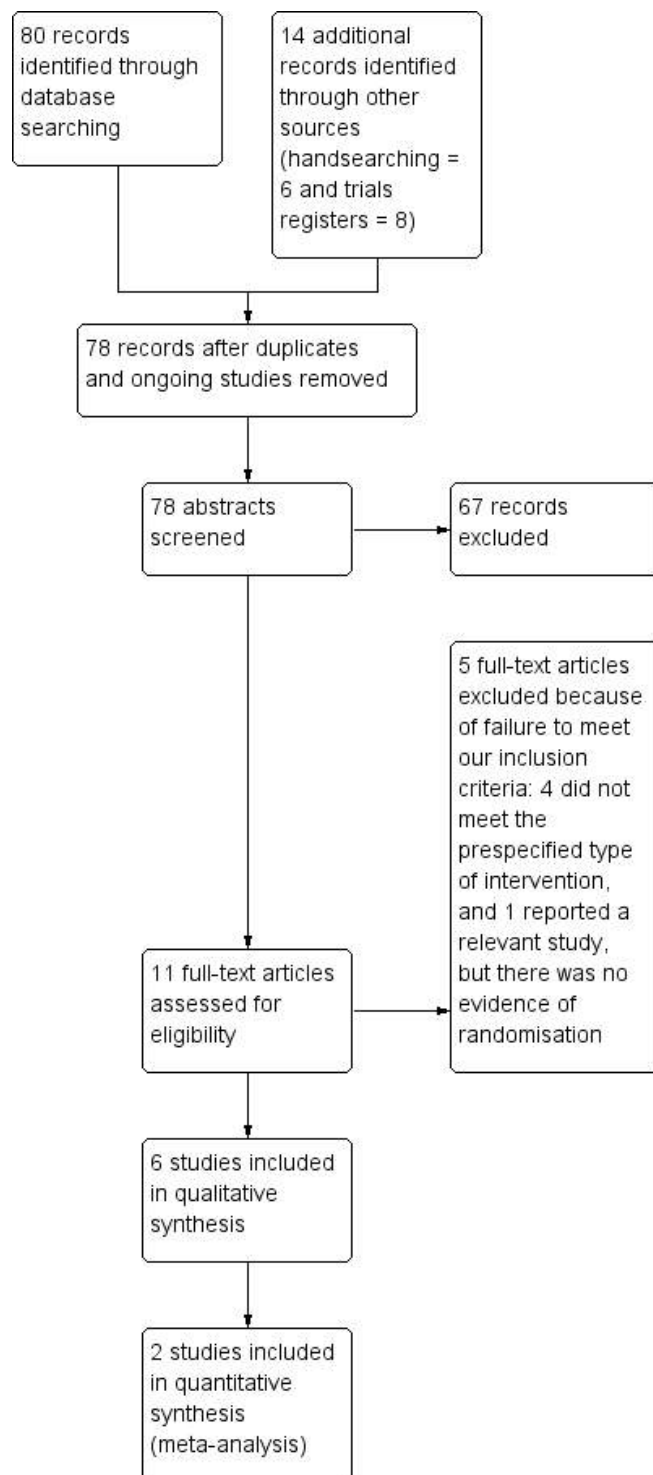 80 records
identified through
database
searching
14 additional
records identified
through other
sources
(handsearching =
6 and trials
registers = 8)
78 records after duplicates
and ongoing studies removed
78 abstracts
screened
67 records
excluded
5 full-text articles
excluded because
of failure to meet
our inclusion
criteria: 4 did not
meet the
prespecified type
of intervention,
and 1 reported a
relevant study,
but there was no
evidence of
randomisation
11 full-text articles
assessed for
eligibility
6 studies included
in qualitative
synthesis
2 studies included
in quantitative
synthesis
(meta-analysis)